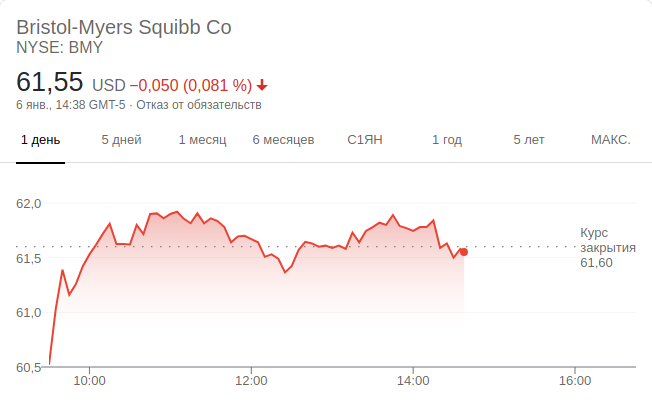 Bristol-Myers Squibb Co
NYSE: BMY
61,55 USD −0,050 (0,081 %)
6 янв., 14:38 GMT-5 · Отказ от обязательств
1 день 5 дней 1 месяц 6 месяцев С1ЯН 1 год 5 лет МАКС.
62,0
Курс
закрытия
61,60
61,5
61,0
60,5
10:00 12:00 14:00 16:00